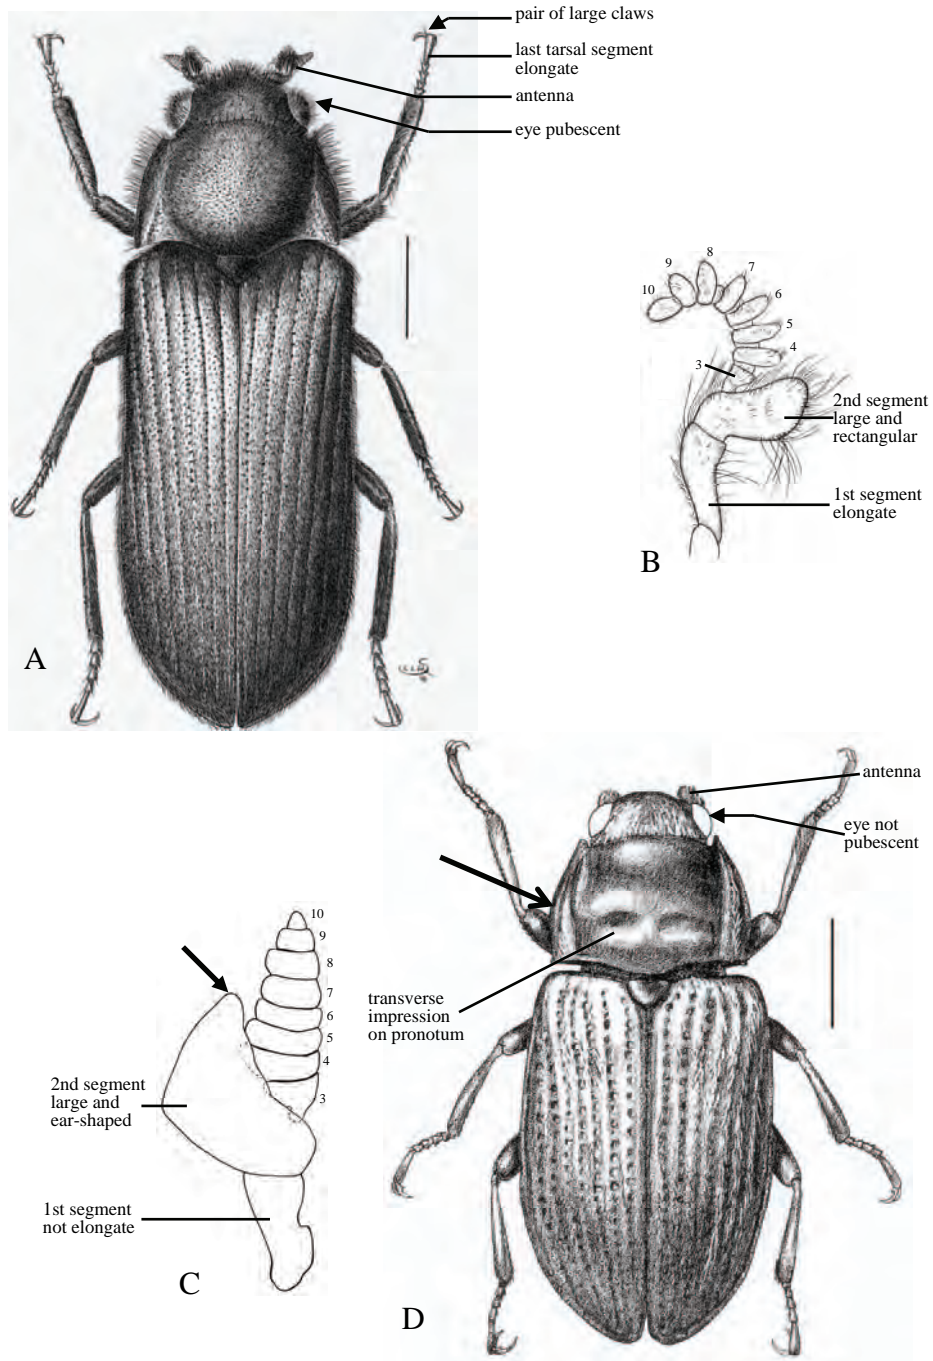 pair of large claws
last tarsal segment
elongate
antenna
eye pubescent
A
8
9
7
10
6
5
4
3
2nd segment
large and
rectangular
1st segment
elongate
B
antenna
eye not
pubescent
transverse
impression
on pronotum
D
10
9
8
7
6
5
4
3
2nd segment
large and
ear-shaped
1st segment
not elongate
C